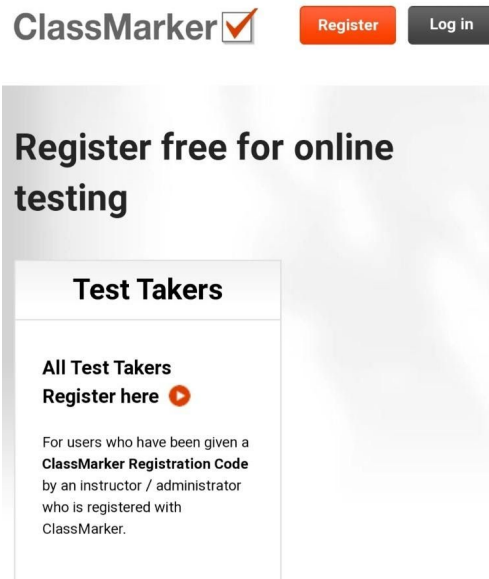 ClassMarker
Register
Log in
Register free for online
testing
Test Takers
All Test Takers
Register here
For users who have been given a
ClassMarker Registration Code
by an instructor / administrator
who is registered with
ClassMarker.